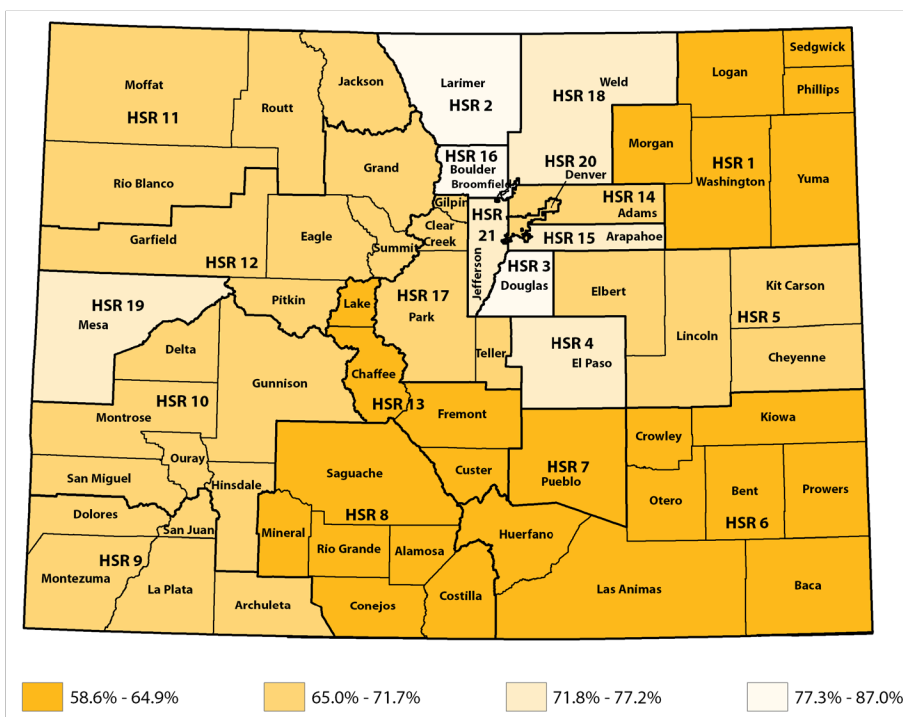 Moffat
HSR 11
Routt
Jackson
Larimer
HSR 2
Weld
HSR 18
Logan
Sedgwick
Phillips
Rio Blanco
Grand
HSR 16
Boulder
Broomfield
HSR 20
Denver
Morgan
HSR 1
Washington
Yuma
Garfield
HSR 12
Eagle
Summit
Gilpin
Clear
Creek
HSR
21
Jefferson
HSR 14
Adams
HSR 15
Arapahoe
HSR 19
Mesa
Pitkin
Lake
HSR 17
Park
HSR 3
Douglas
Elbert
Lincoln
Kit Carson
HSR 5
Cheyenne
Delta
Gunnison
Chaffee
Teller
HSR 4
El Paso
Montrose
HSR 10
HSR 13
Fremont
Crowley
Kiowa
Ouray
San Miguel
Hinsdale
Saguache
Custer
HSR 7
Pueblo
Otero
Bent
Prowers
HSR 6
Dolores
San Juan
HSR 8
Mineral
Rio Grande
Alamosa
Huerfano
HSR 9
Montezuma
La Plata
Archuleta
Conejos
Costilla
Las Animas
Baca
58.6% - 64.9%
65.0% - 71.7%
71.8% - 77.2%
77.3% - 87.0%